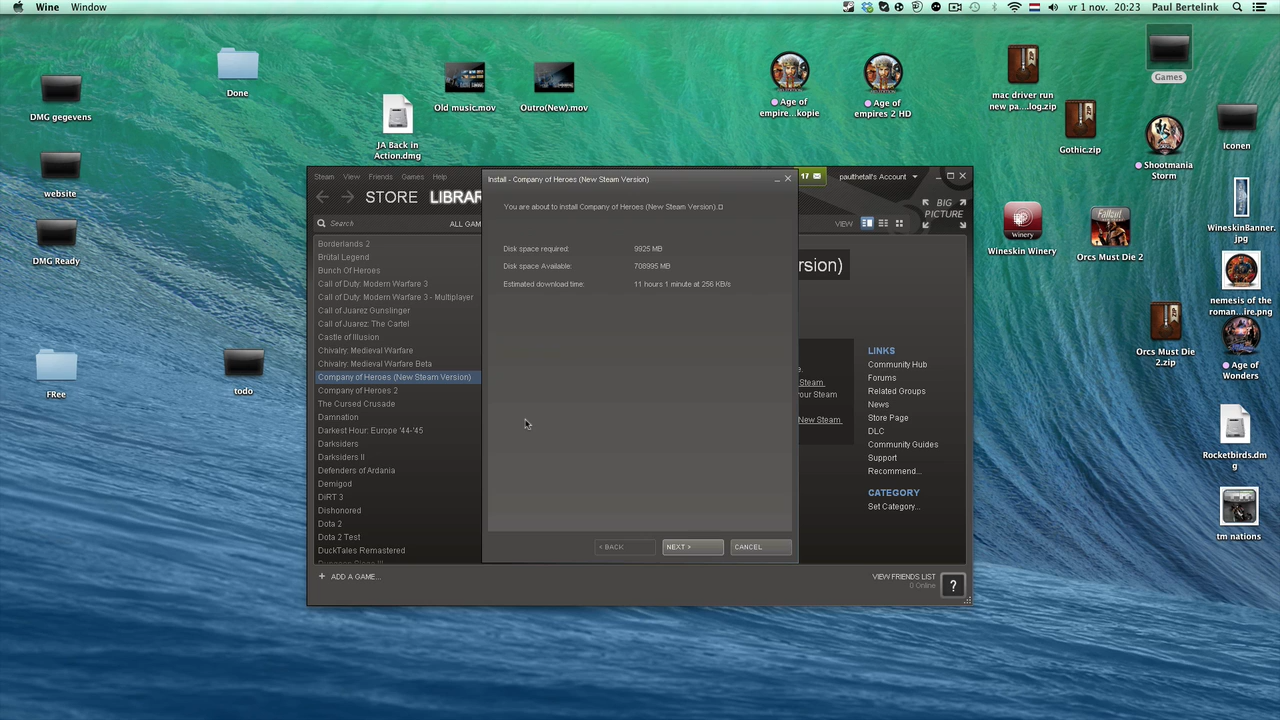 Wine Window
vr 1 nov. 20:23 Paul Bertelink
DMG gegevens
website
DMG Ready
FRee
Done
todo
JA Back in
Action.dmg
Old music.mov
Outro(New).mov
Age of
empire...kopie
Age of
empires 2 HD
mac driver run
new pa....log.zip
Gothic.zip
Games
Shootmania
Storm
Iconen
Wineskin Winery
Winery
Orcs Must Die 2
WineskinBanner.
jpg
nemesis of the
roman...ire.png
Orcs Must Die
2.zip
Age of
Wonders
Rocketbirds.dm
g
tm nations
Steam View Friends Games Help
17
paulthetall's Account
STORE LIBRAR
BIG
PICTURE
Search
ALL GAM
VIEW
Borderlands 2
Brütal Legend
Bunch Of Heroes
Call of Duty: Modern Warfare 3
Call of Duty: Modern Warfare 3 - Multiplayer
Call of Juarez Gunslinger
Call of Juarez: The Cartel
Castle of Illusion
Chivalry: Medieval Warfare
Chivalry: Medieval Warfare Beta
Company of Heroes (New Steam Version)
Company of Heroes 2
The Cursed Crusade
Damnation
Darkest Hour: Europe '44-'45
Darksiders
Darksiders II
Defenders of Ardania
Demigod
DiRT 3
Dishonored
Dota 2
Dota 2 Test
DuckTales Remastered
+ ADD A GAME...
Install - Company of Heroes (New Steam Version)
You are about to install Company of Heroes (New Steam Version).
Disk space required: 9925 MB
Disk space Available: 708995 MB
Estimated download time: 11 hours 1 minute at 256 KB/s
< BACK
NEXT >
CANCEL
rsion)
e.
Steam
our Steam
New Steam
LINKS
Community Hub
Forums
Related Groups
News
Store Page
DLC
Community Guides
Support
Recommend...
CATEGORY
Set Category...
VIEW FRIENDS LIST
0 Online
?